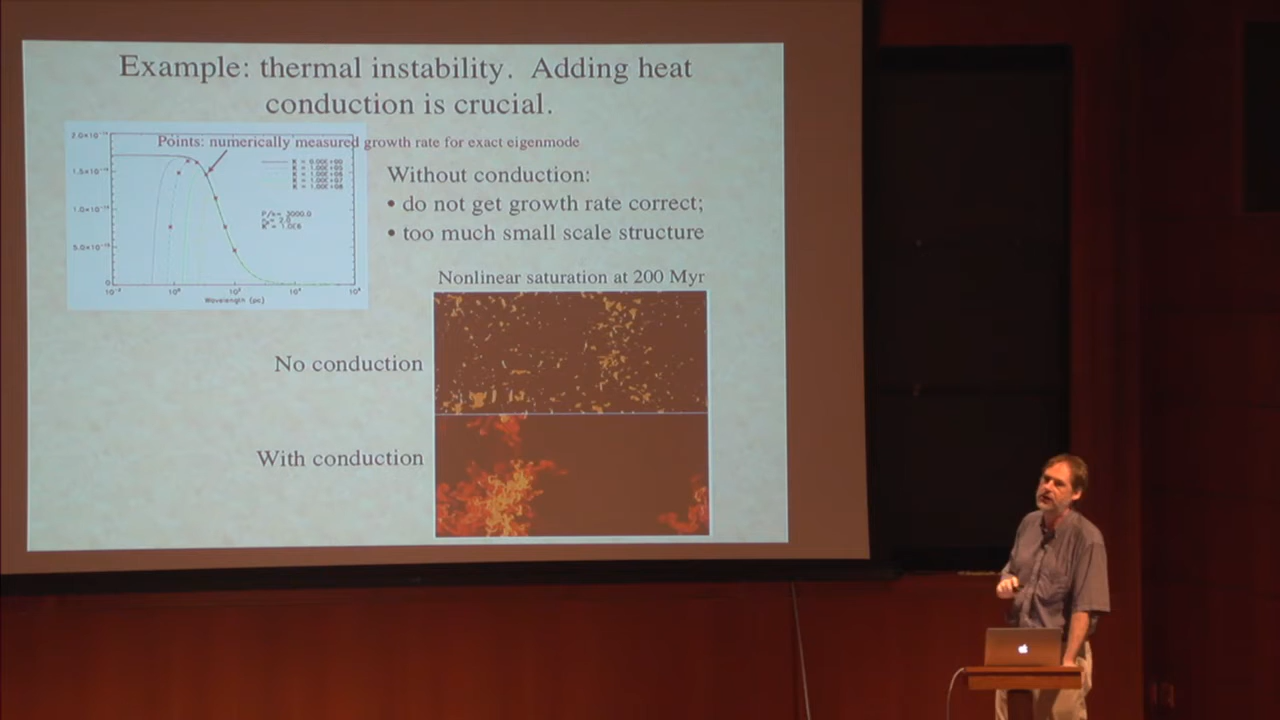 Example: thermal instability. Adding heat
conduction is crucial.
Points: numerically measured growth rate for exact eigenmode
Without conduction:
• do not get growth rate correct;
• too much small scale structure
Nonlinear saturation at 200 Myr
No conduction
With conduction
Wavelength (pc)